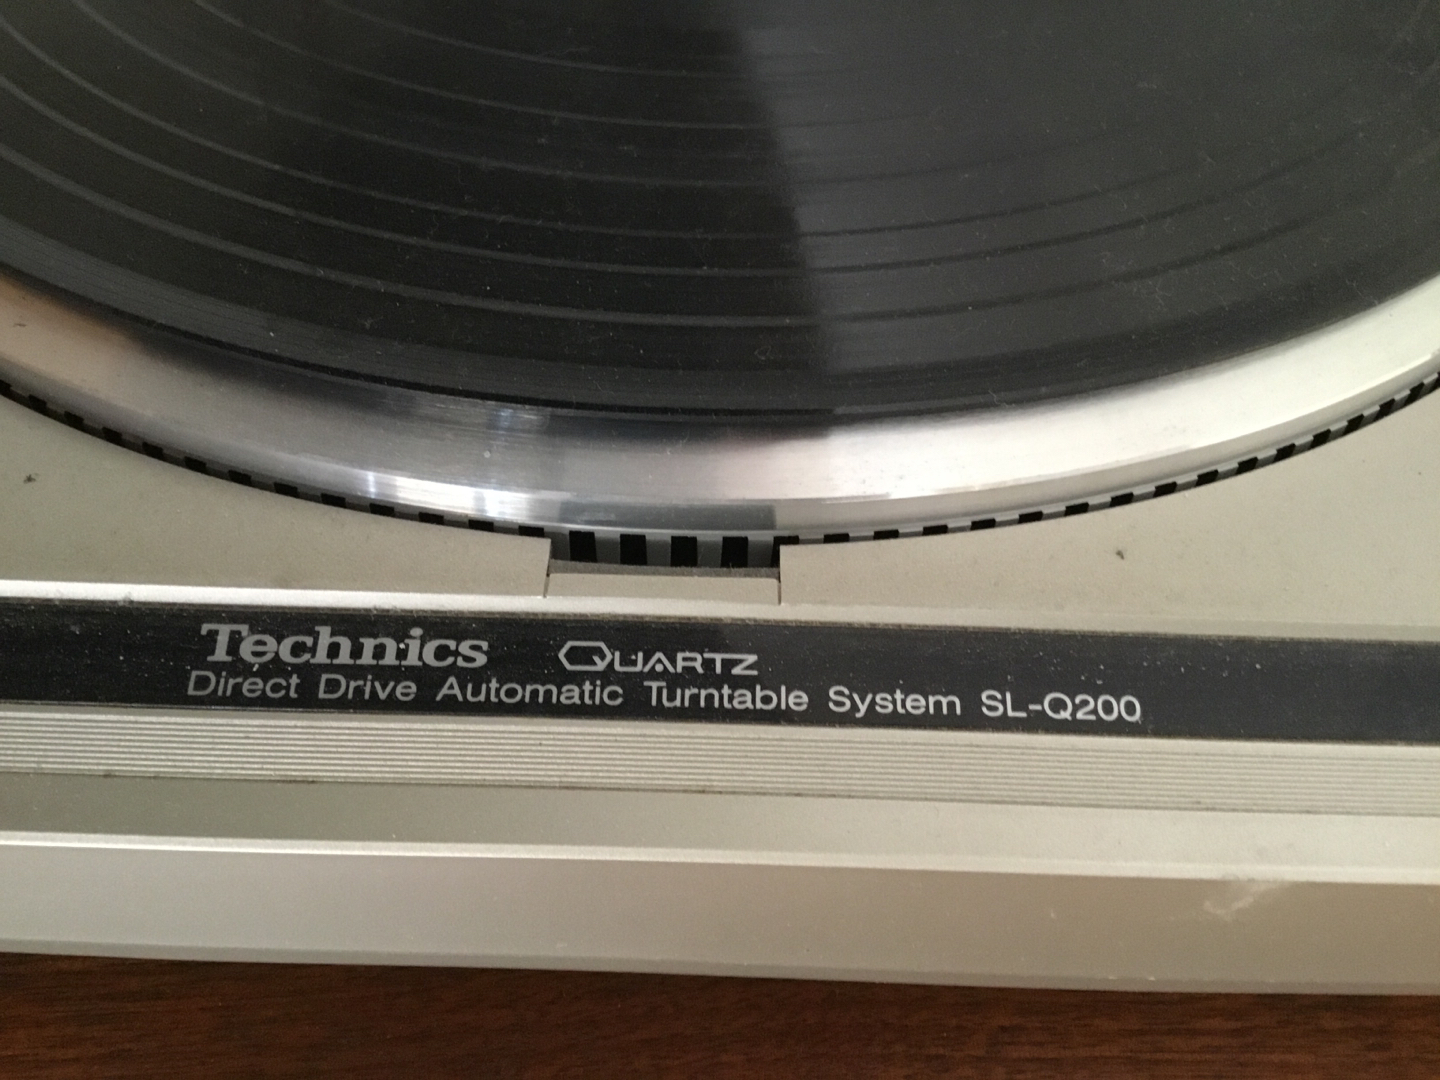 Technics QUARTZ
Direct Drive Automatic Turntable System SL-Q200